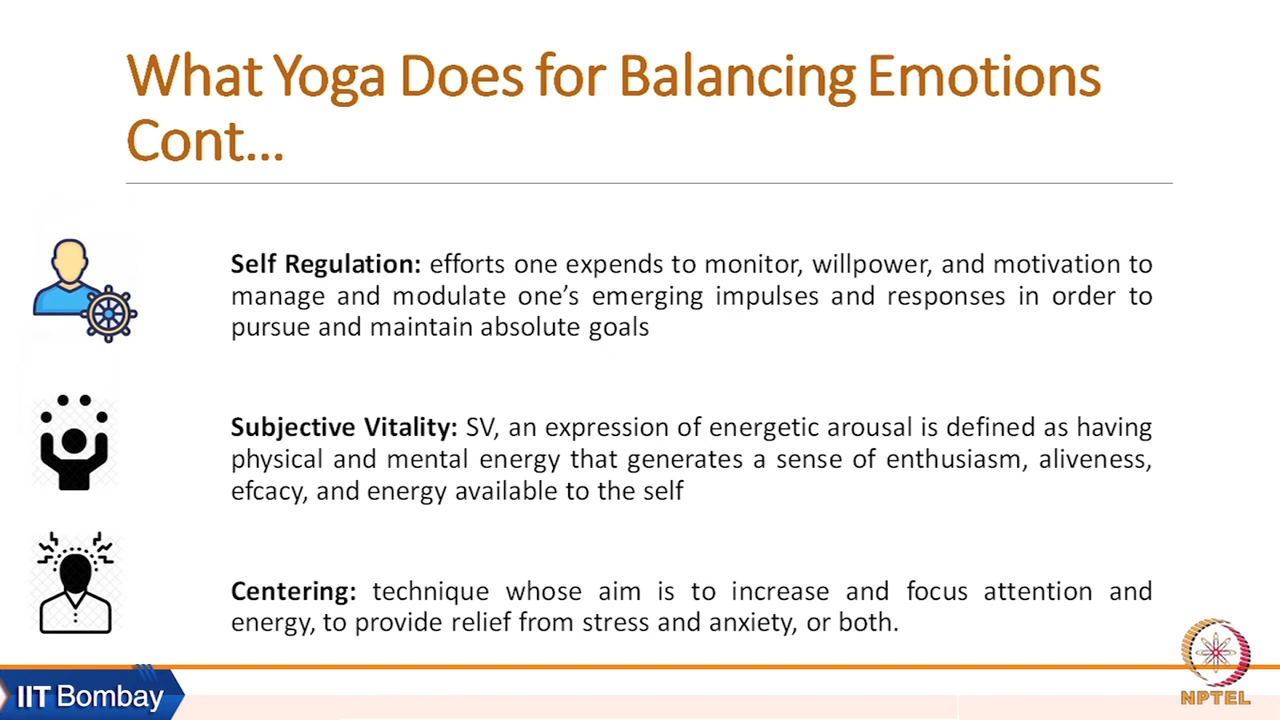 What Yoga Does for Balancing Emotions
Cont...
Self Regulation: efforts one expends to monitor, willpower, and motivation to
manage and modulate one’s emerging impulses and responses in order to
pursue and maintain absolute goals
Subjective Vitality: SV, an expression of energetic arousal is defined as having
physical and mental energy that generates a sense of enthusiasm, aliveness,
efcacy, and energy available to the self
Centering: technique whose aim is to increase and focus attention and
energy, to provide relief from stress and anxiety, or both.
IIT Bombay
NPTEL